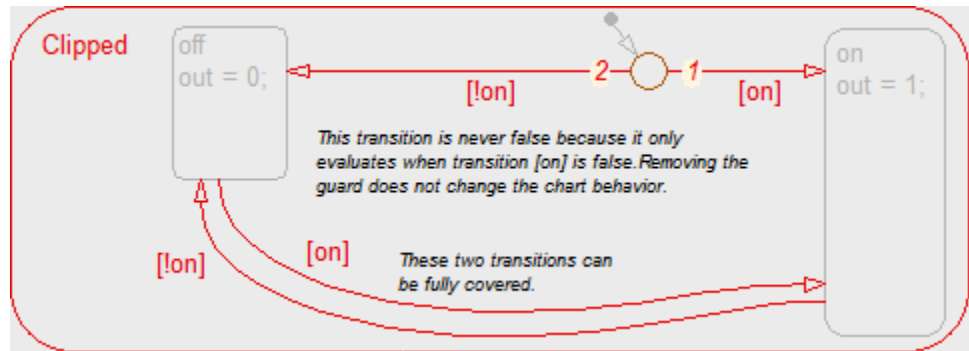 Clipped
off
out = 0;
2
1
[!on]
[on]
on
out = 1;
This transition is never false because it only
evaluates when transition [on] is false.Removing the
guard does not change the chart behavior.
[!on]
[on]
These two transitions can
be fully covered.